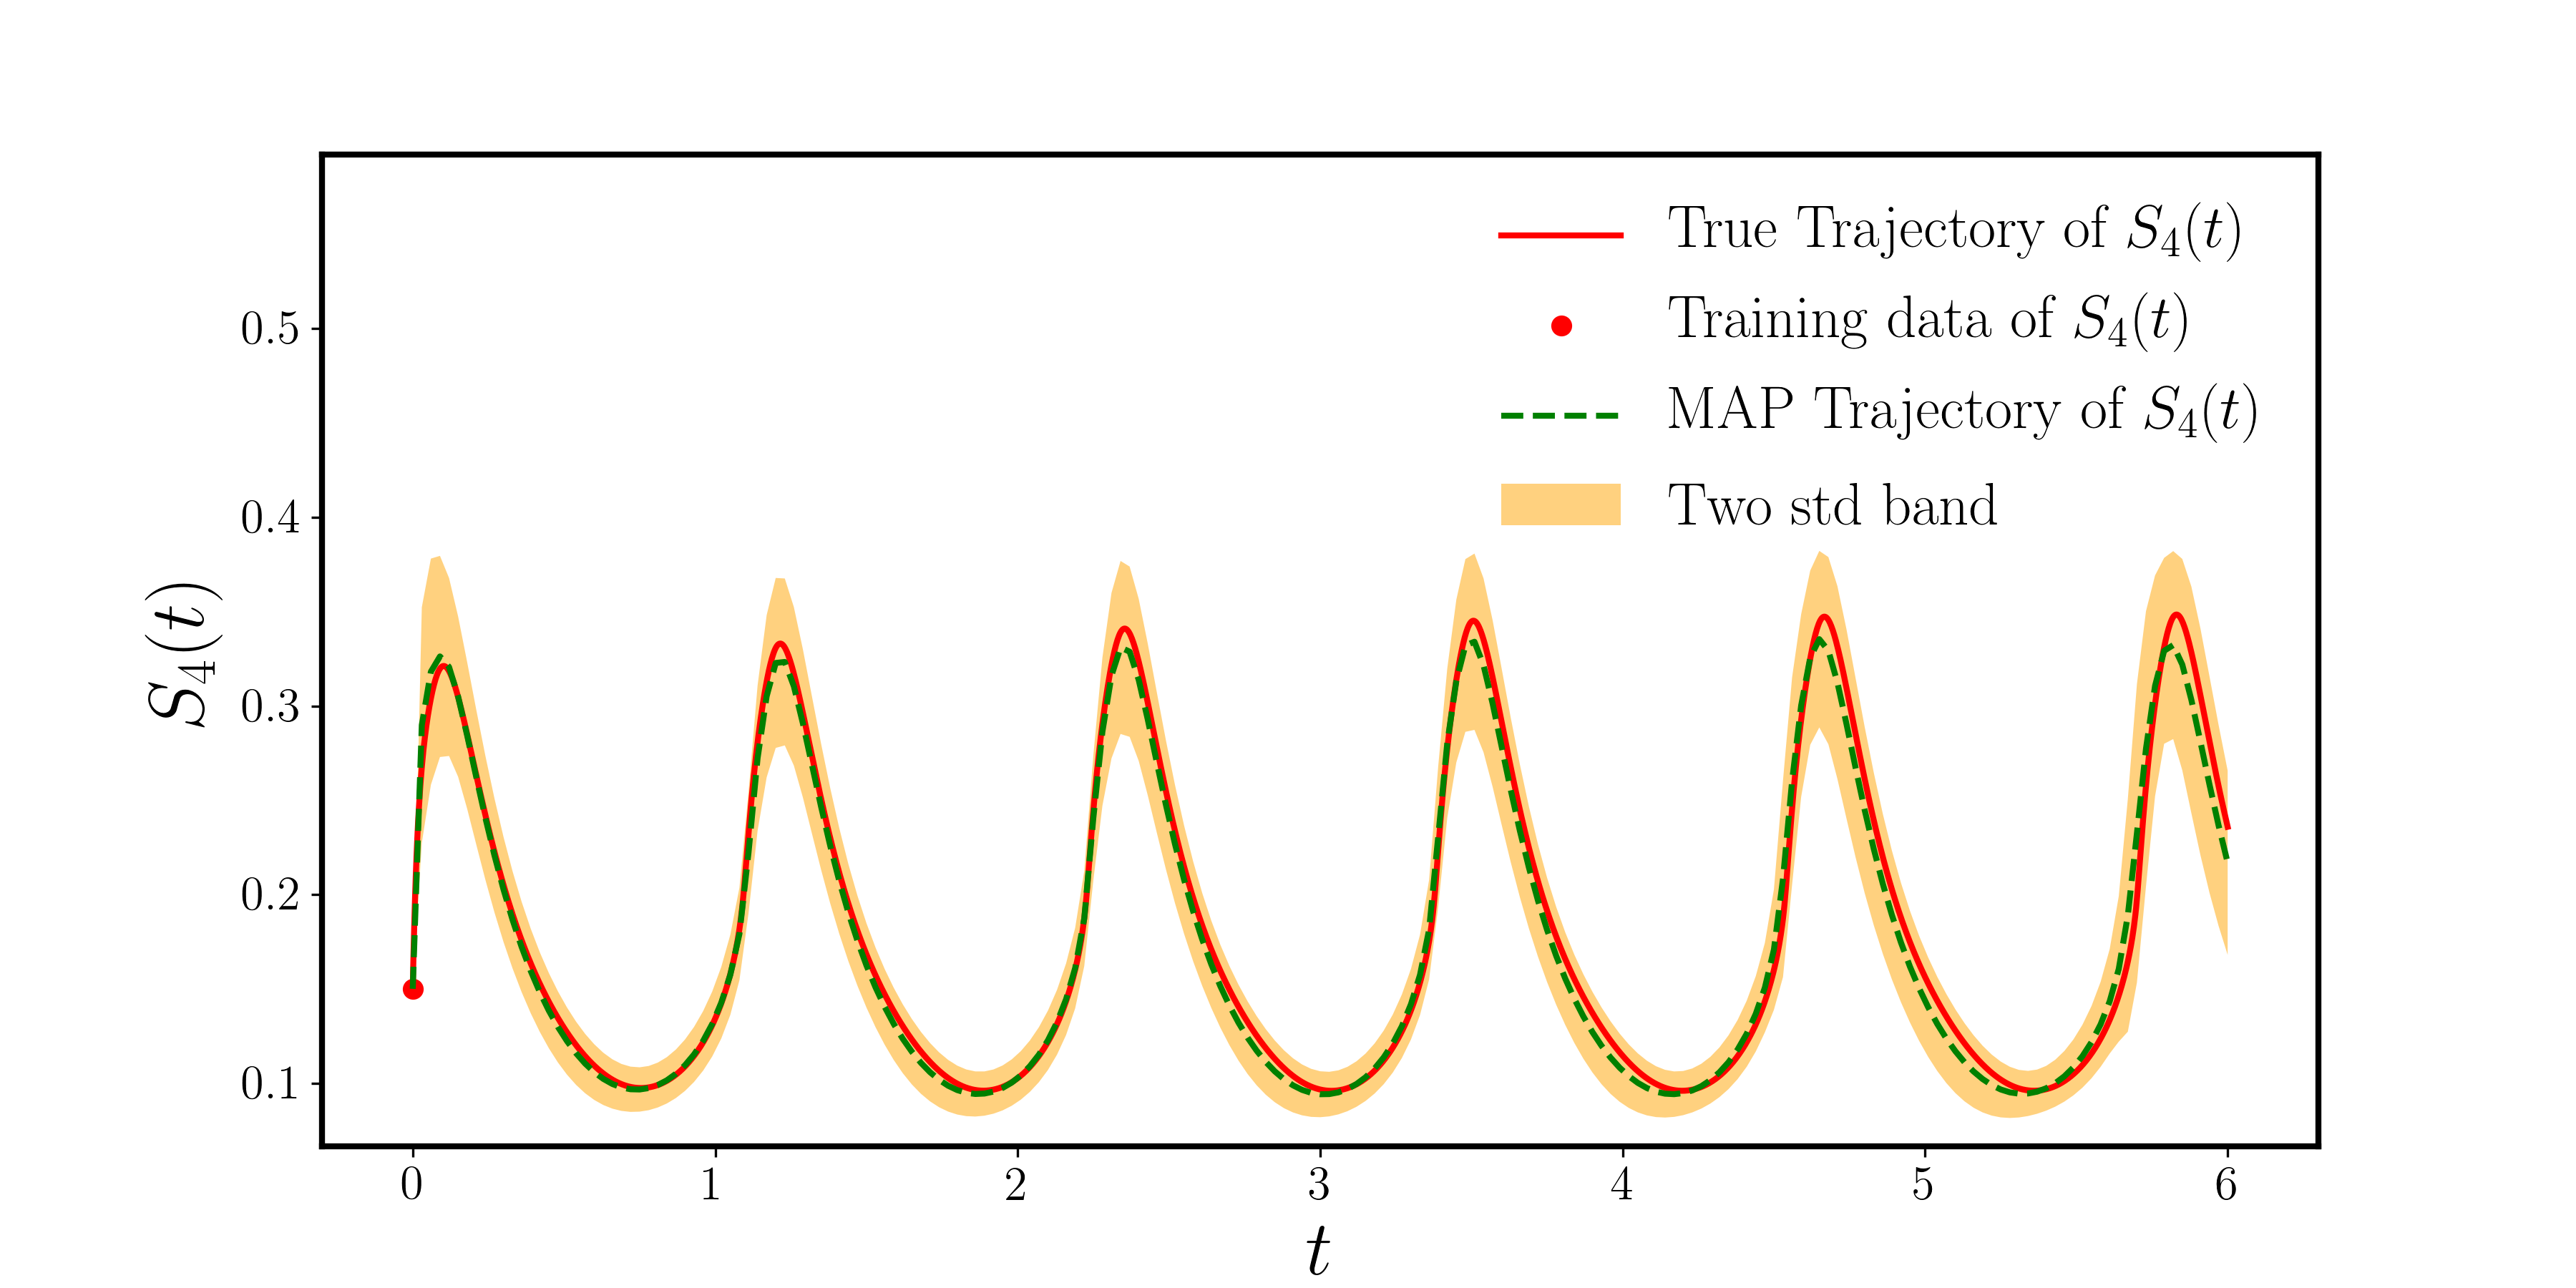 True Trajectory of S₄(t)
Training data of S₄(t)
MAP Trajectory of S₄(t)
Two std band
S₄(t)
0.5
0.4
0.3
0.2
0.1
0 1 2 3 4 5 6
t